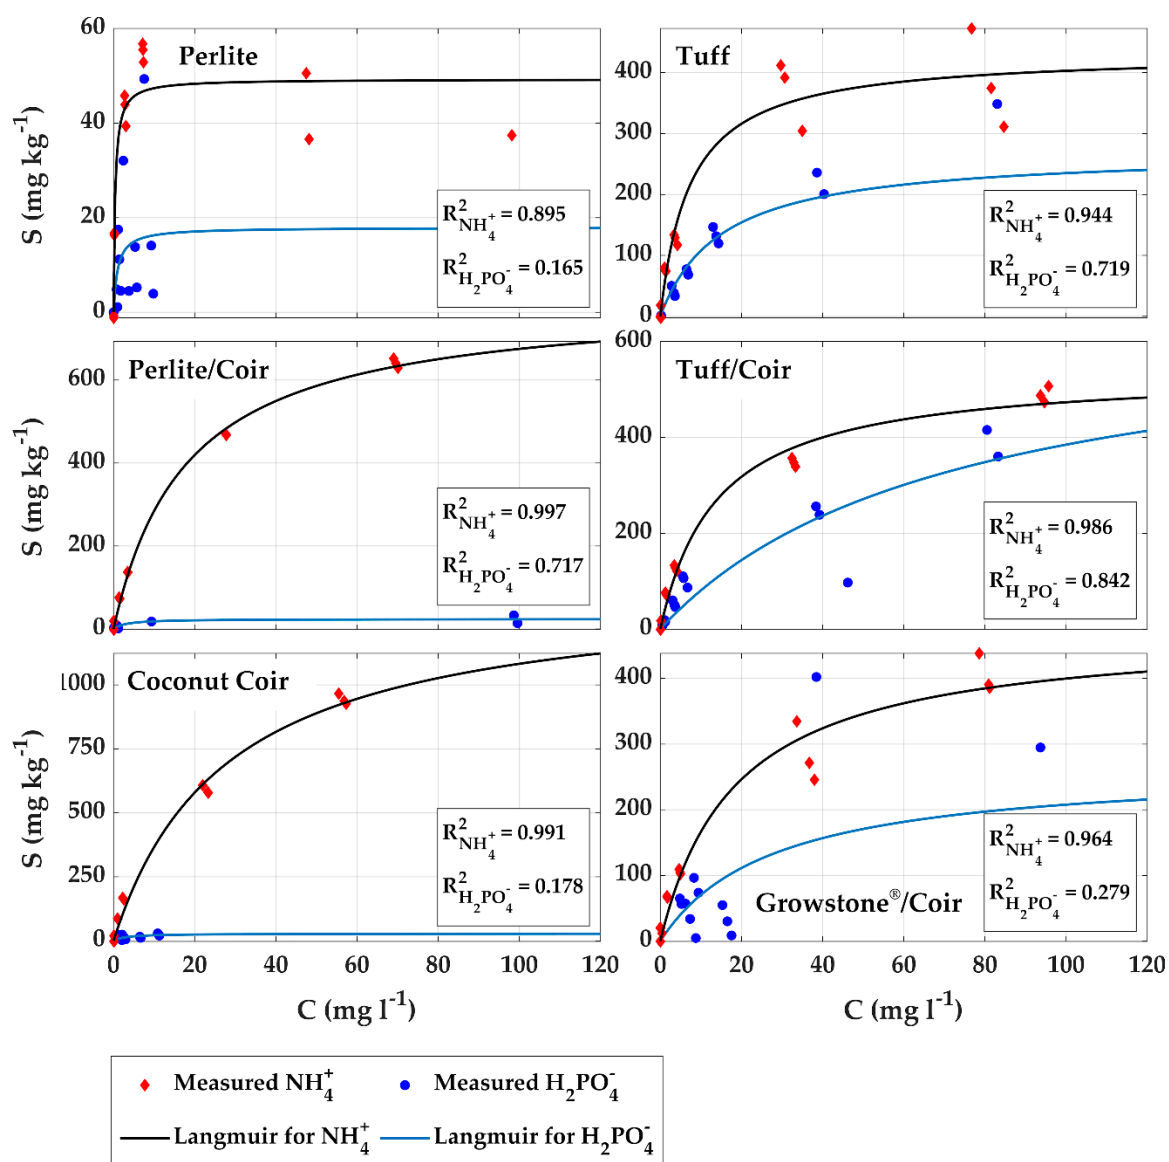 Perlite
60
40
20
0
S (mg kg⁻¹)
R²NH₄⁺ = 0.895
R²H₂PO₄⁻ = 0.165
Tuff
400
300
200
100
0
R²NH₄⁺ = 0.944
R²H₂PO₄⁻ = 0.719
Perlite/Coir
600
400
200
0
S (mg kg⁻¹)
R²NH₄⁺ = 0.997
R²H₂PO₄⁻ = 0.717
Tuff/Coir
600
400
200
0
R²NH₄⁺ = 0.986
R²H₂PO₄⁻ = 0.842
Coconut Coir
1000
750
500
250
0
S (mg kg⁻¹)
R²NH₄⁺ = 0.991
R²H₂PO₄⁻ = 0.178
0 20 40 60 80 100 120
C (mg l⁻¹)
400
300
200
100
0
R²NH₄⁺ = 0.964
R²H₂PO₄⁻ = 0.279
Growstone®/Coir
0 20 40 60 80 100 120
C (mg l⁻¹)
Measured NH₄⁺ Measured H₂PO₄⁻
Langmuir for NH₄⁺ Langmuir for H₂PO₄⁻